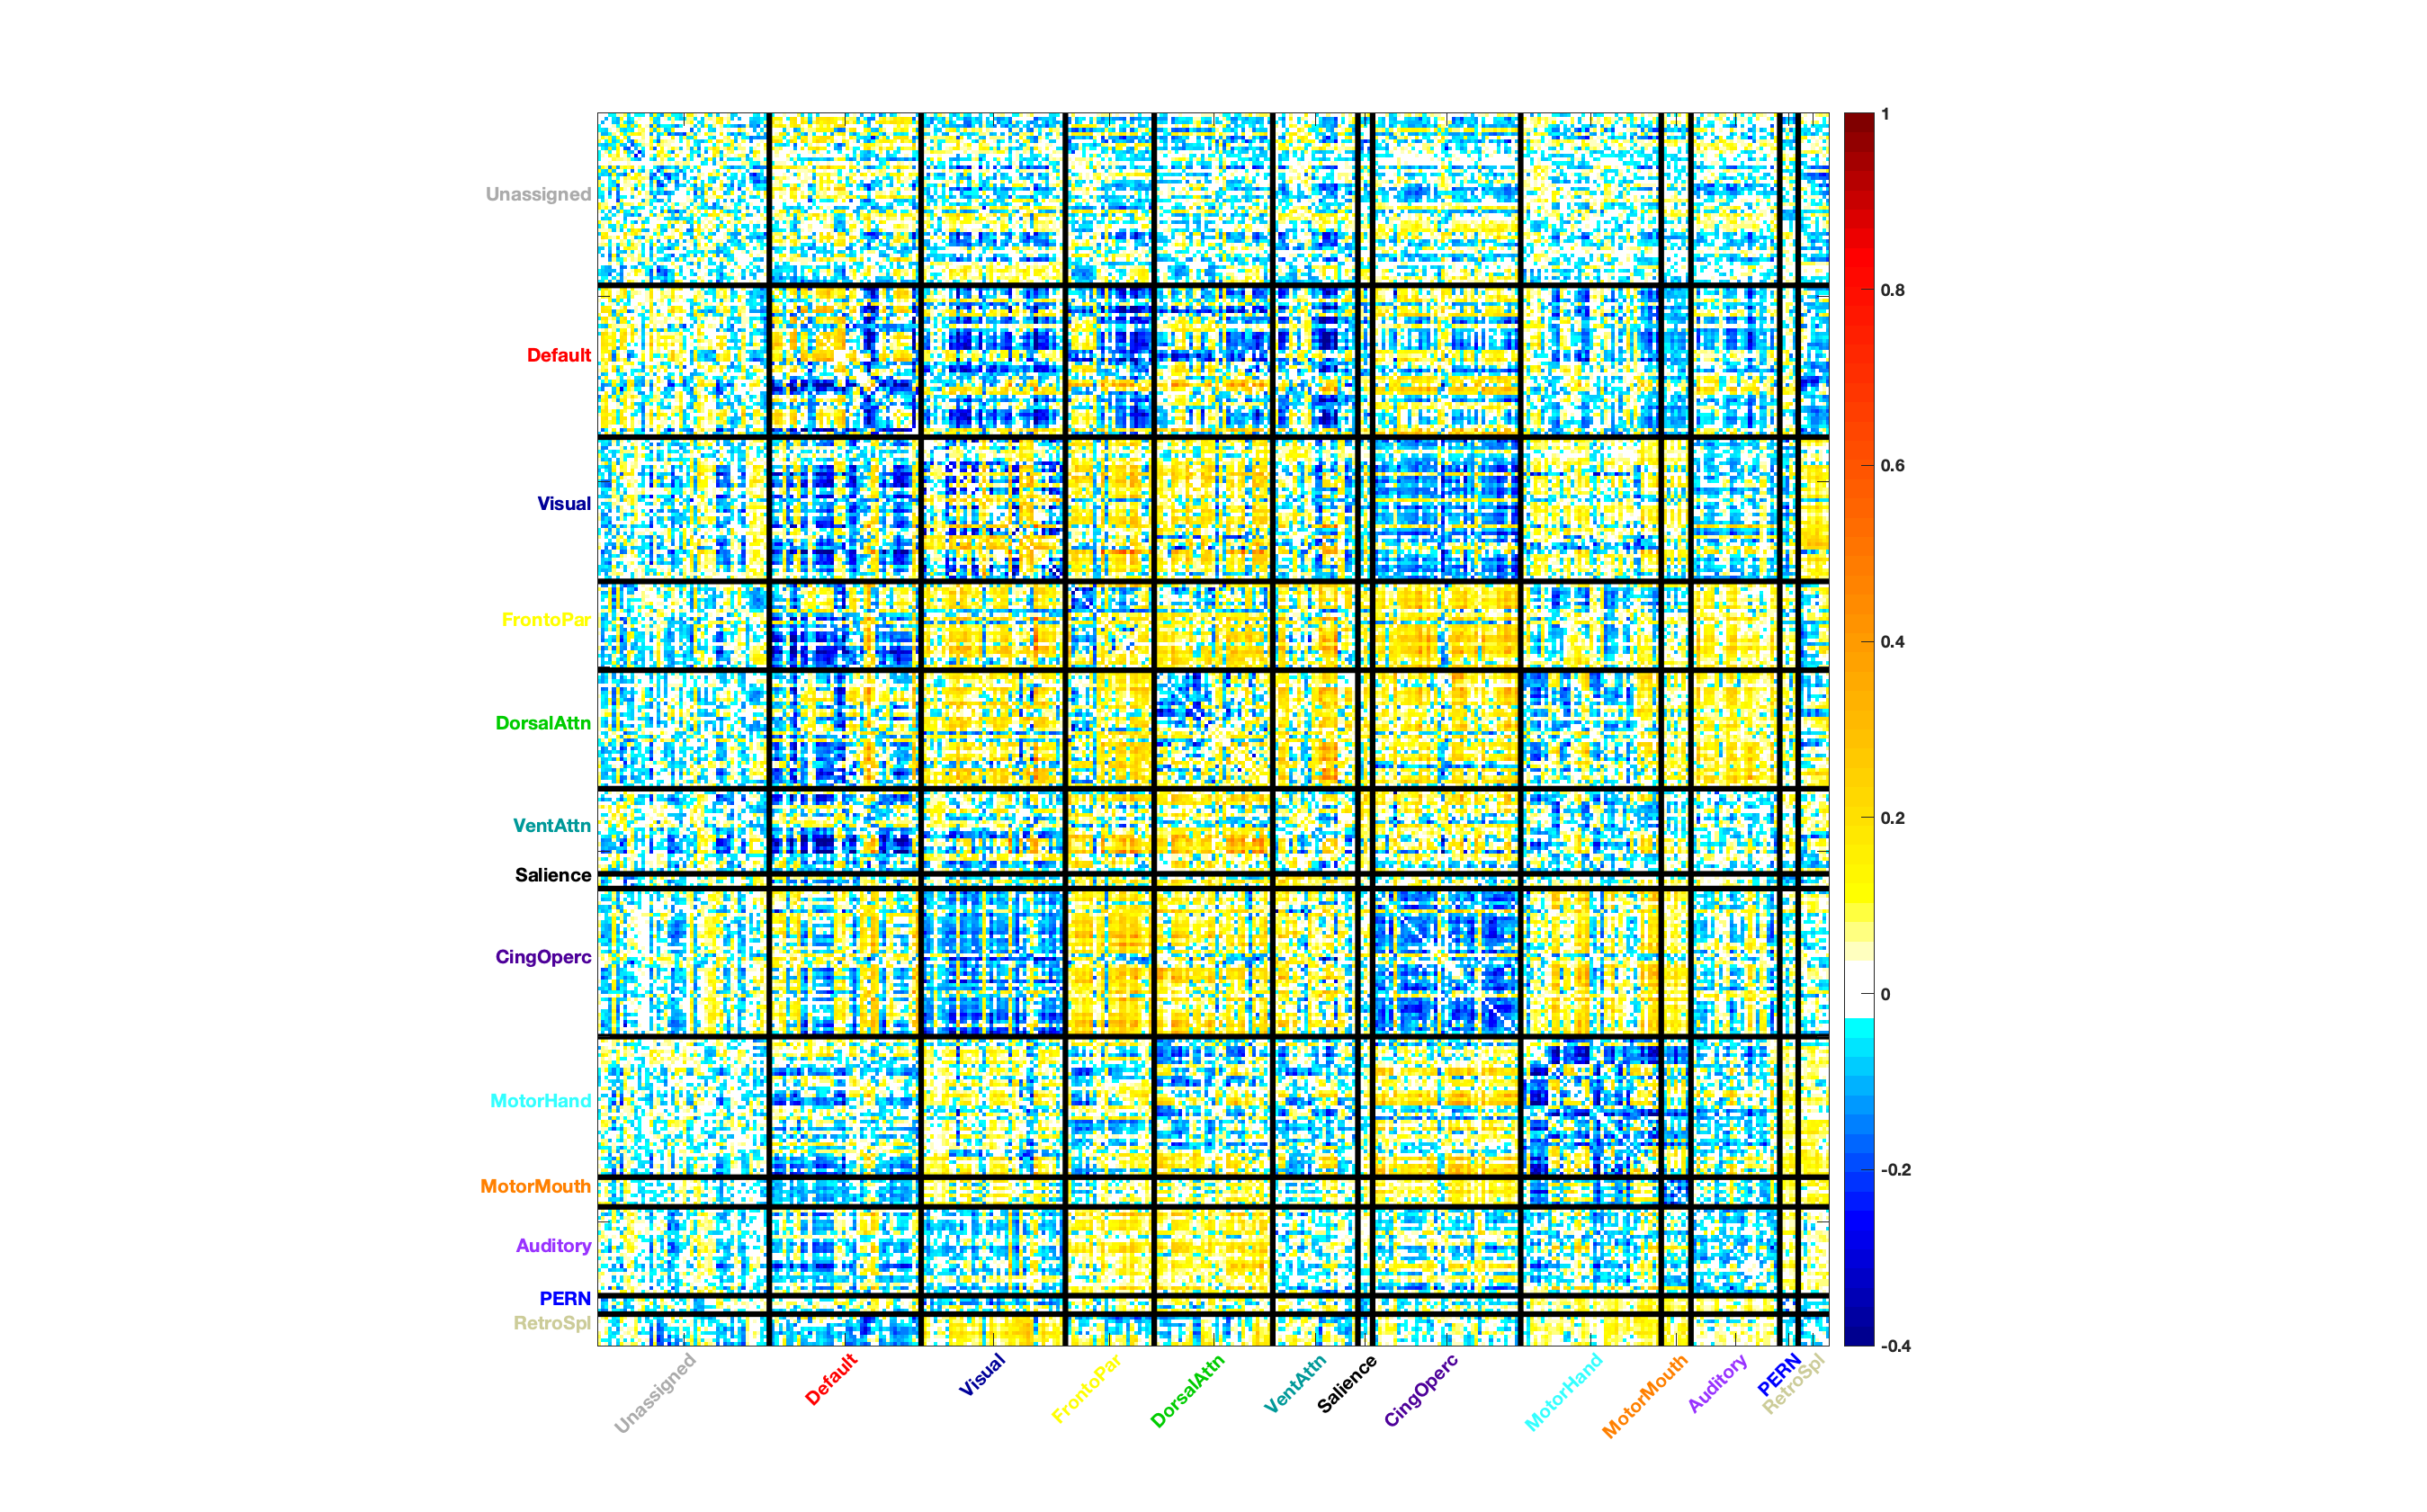 Unassigned
Default
Visual
FrontoPar
DorsalAttn
VentAttn
Salience
CingOperc
MotorHand
MotorMouth
Auditory
PERN
RetroSpl
Unassigned
Default
Visual
FrontoPar
DorsalAttn
VentAttn
Salience
CingOperc
MotorHand
MotorMouth
Auditory
PERN
RetroSpl
1
0.8
0.6
0.4
0.2
0
-0.2
-0.4